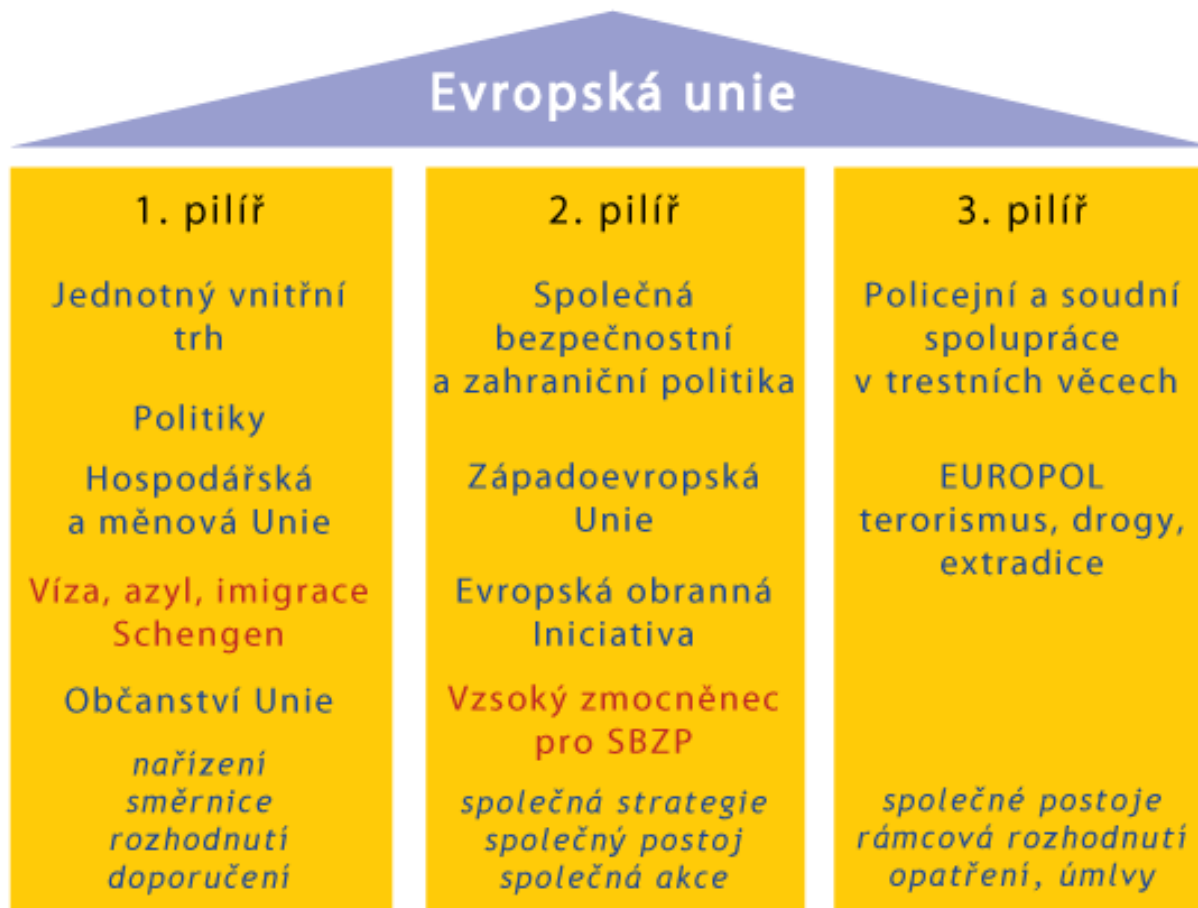 Evropská unie
1. pilíř
Jednotný vnitřní
trh
Politiky
Hospodářská
a měnová Unie
Víza, azyl, imigrace
Schengen
Občanství Unie
nařízení
směrnice
rozhodnutí
doporučení
2. pilíř
Společná
bezpečnostní
a zahraniční politika
Západoevropská
Unie
Evropská obranná
Iniciativa
Vzsoký zmocněnec
pro SBZP
společná strategie
společný postoj
společná akce
3. pilíř
Policejní a soudní
spolupráce
v trestních věcech
EUROPOL
terorismus, drogy,
extradice
společné postoje
rámcová rozhodnutí
opatření, úmlvy